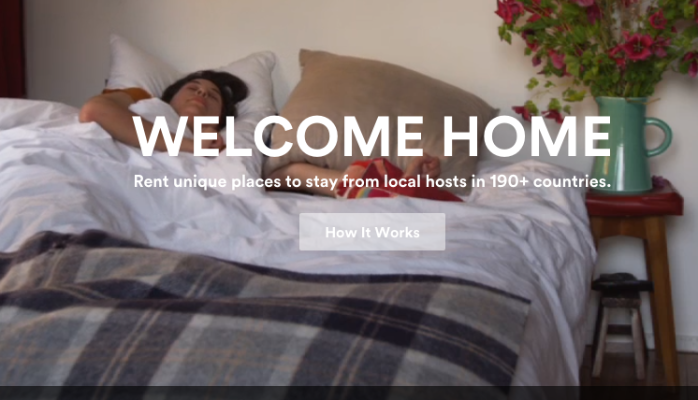 WELCOME HOME
Rent unique places to stay from local hosts in 190+ countries.
How It Works